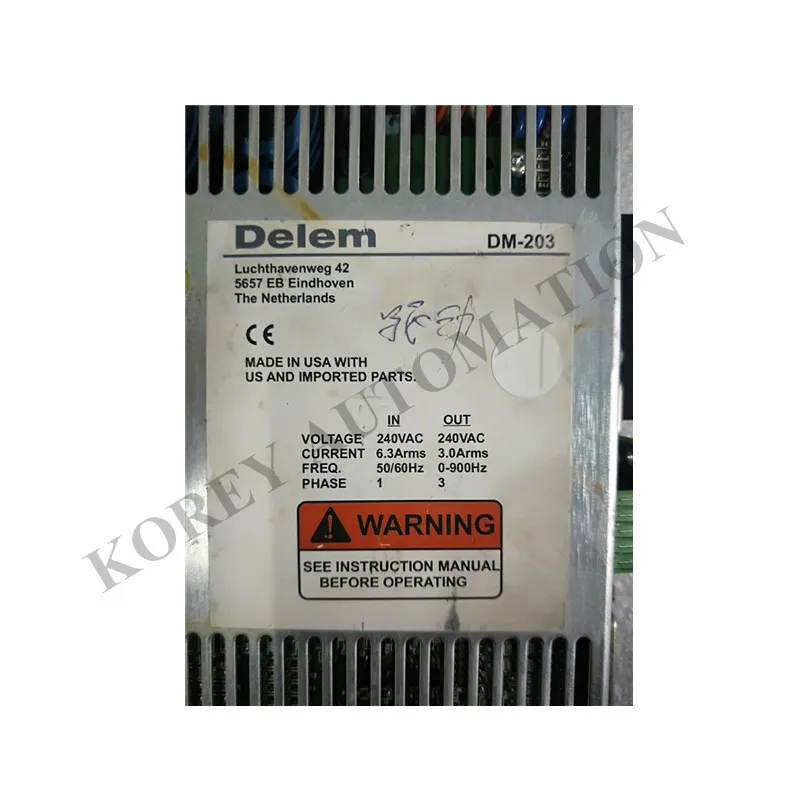 Delem DM-203
Luchthavenweg 42
5657 EB Eindhoven
The Netherlands
CE
MADE IN USA WITH
US AND IMPORTED PARTS.
IN OUT
VOLTAGE 240VAC 240VAC
CURRENT 6.3Arms 3.0Arms
FREQ. 50/60Hz 0-900Hz
PHASE 1 3
WARNING
SEE INSTRUCTION MANUAL
BEFORE OPERATING
KOREY AUTOMATION